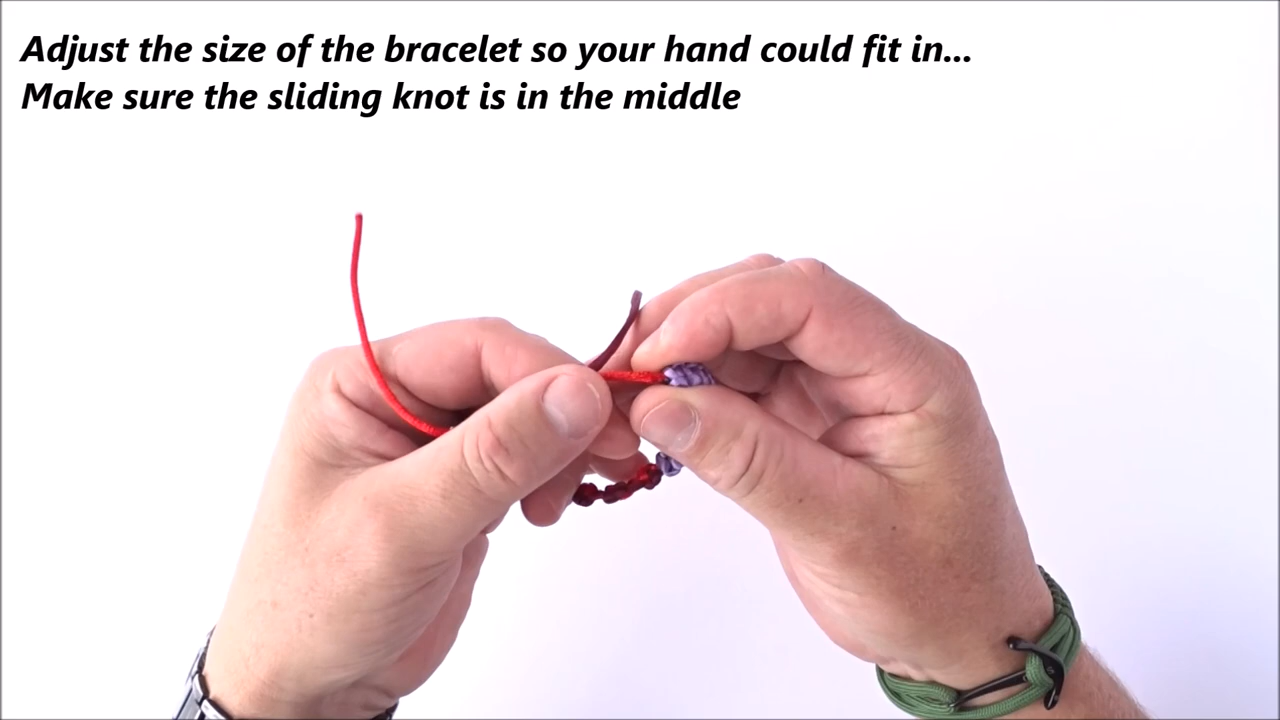 Adjust the size of the bracelet so your hand could fit in...
Make sure the sliding knot is in the middle